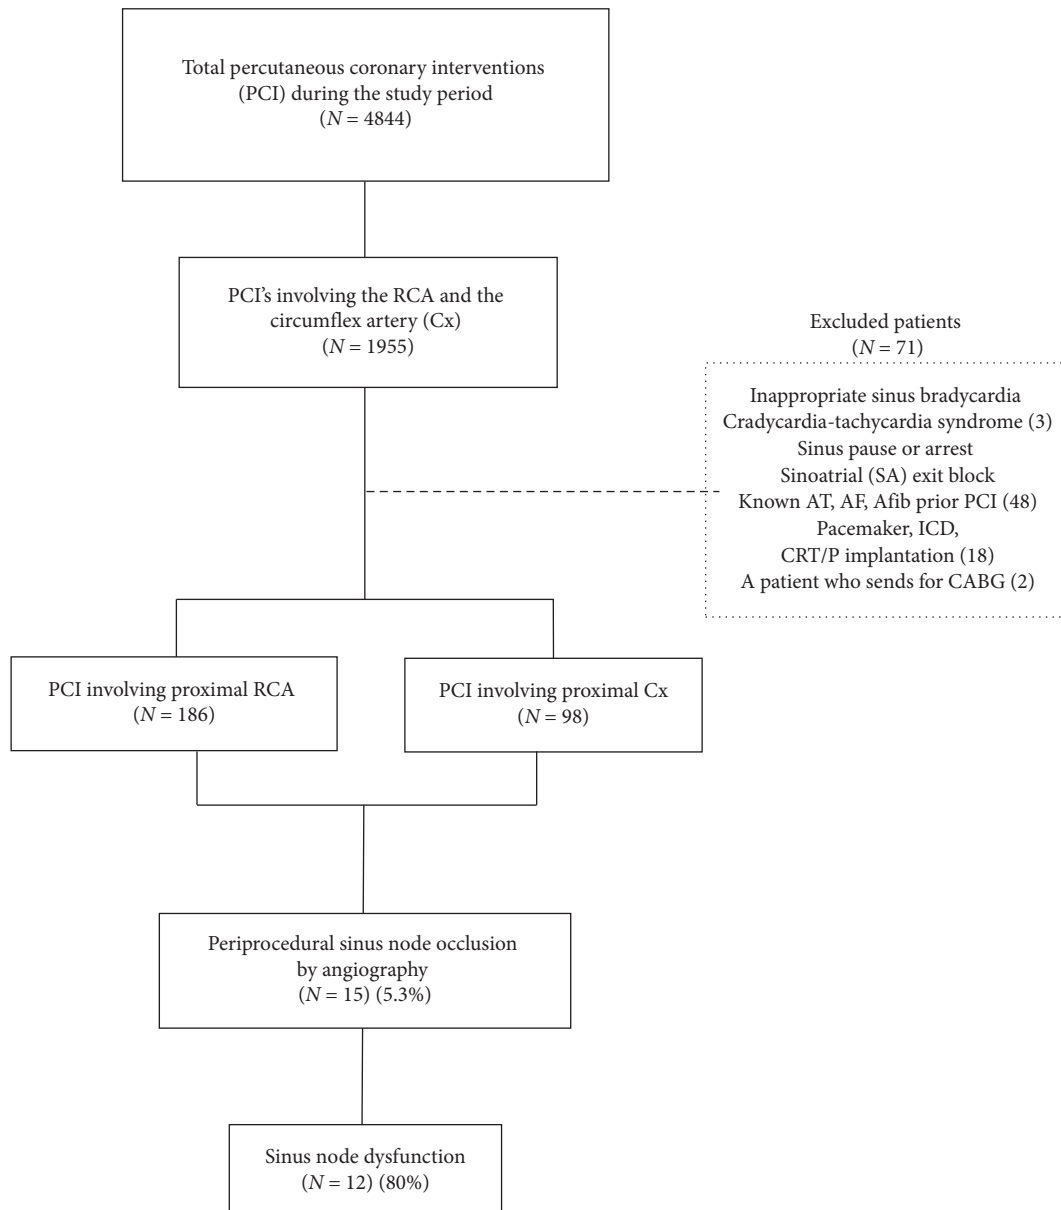 Total percutaneous coronary interventions
(PCI) during the study period
(N = 4844)
PCI's involving the RCA and the
circumflex artery (Cx)
(N = 1955)
Excluded patients
(N = 71)
Inappropriate sinus bradycardia
Cradycardia-tachycardia syndrome (3)
Sinus pause or arrest
Sinoatrial (SA) exit block
Known AT, AF, Afib prior PCI (48)
Pacemaker, ICD,
CRT/P implantation (18)
A patient who sends for CABG (2)
PCI involving proximal RCA
(N = 186)
PCI involving proximal Cx
(N = 98)
Periprocedural sinus node occlusion
by angiography
(N = 15) (5.3%)
Sinus node dysfunction
(N = 12) (80%)